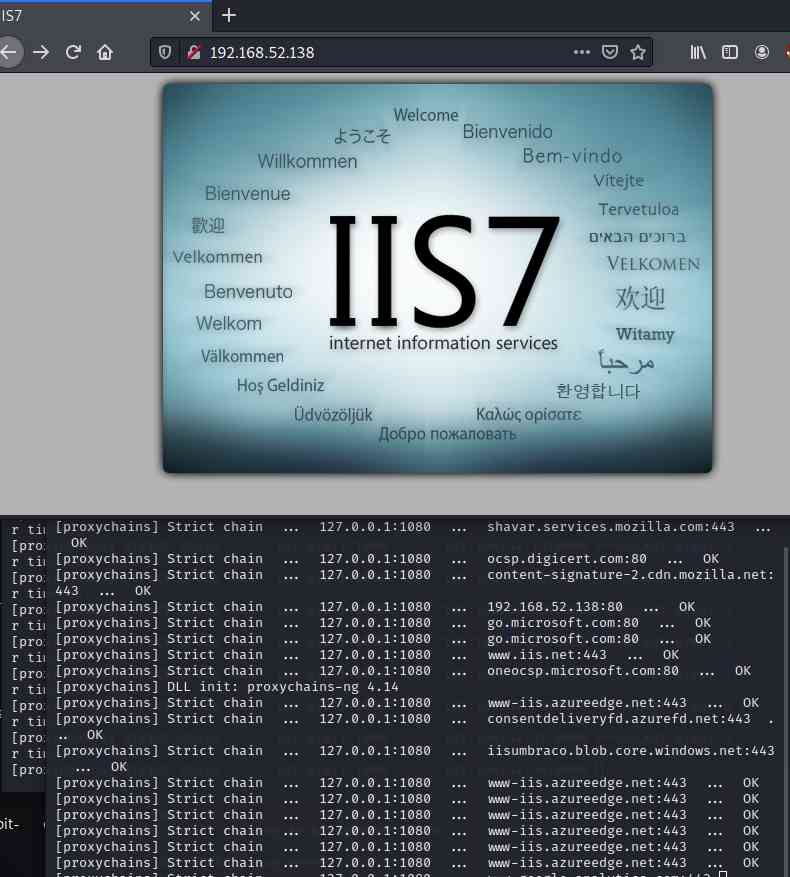 IS7
192.168.52.138
Welcome
ようこそ
Bienvenido
Willkommen
Bem-vindo
Vítejte
Bienvenue
Tervetuloa
歡迎
ברוכים הבאים
Velkommen
VELKOMEN
Benvenuto
欢迎
Welkom
Witamy
Välkommen
مرحباً
Hoş Geldiniz
환영합니다
Üdvözöljük
Καλώς ορίσατε
Добро пожаловать
IIS7
internet information services
[proxychains] Strict chain ... 127.0.0.1:1080 ... shavar.services.mozilla.com:443 ...
OK
[proxychains] Strict chain ... 127.0.0.1:1080 ... ocsp.digicert.com:80 ... OK
[proxychains] Strict chain ... 127.0.0.1:1080 ... content-signature-2.cdn.mozilla.net:
443 ... OK
[proxychains] Strict chain ... 127.0.0.1:1080 ... 192.168.52.138:80 ... OK
[proxychains] Strict chain ... 127.0.0.1:1080 ... go.microsoft.com:80 ... OK
[proxychains] Strict chain ... 127.0.0.1:1080 ... go.microsoft.com:80 ... OK
[proxychains] Strict chain ... 127.0.0.1:1080 ... www.iis.net:443 ... OK
[proxychains] Strict chain ... 127.0.0.1:1080 ... oneocsp.microsoft.com:80 ... OK
[proxychains] DLL init: proxychains-ng 4.14
[proxychains] Strict chain ... 127.0.0.1:1080 ... www-iis.azureedge.net:443 ... OK
[proxychains] Strict chain ... 127.0.0.1:1080 ... consentdeliveryfd.azurefd.net:443 .
.. OK
[proxychains] Strict chain ... 127.0.0.1:1080 ... iisumbraco.blob.core.windows.net:443
... OK
[proxychains] Strict chain ... 127.0.0.1:1080 ... www-iis.azureedge.net:443 ... OK
[proxychains] Strict chain ... 127.0.0.1:1080 ... www-iis.azureedge.net:443 ... OK
[proxychains] Strict chain ... 127.0.0.1:1080 ... www-iis.azureedge.net:443 ... OK
[proxychains] Strict chain ... 127.0.0.1:1080 ... www-iis.azureedge.net:443 ... OK
[proxychains] Strict chain ... 127.0.0.1:1080 ... www-iis.azureedge.net:443 ... OK
[proxychains] Strict chain ... 127.0.0.1:1080 ... www-iis.azureedge.net:443 ... OK